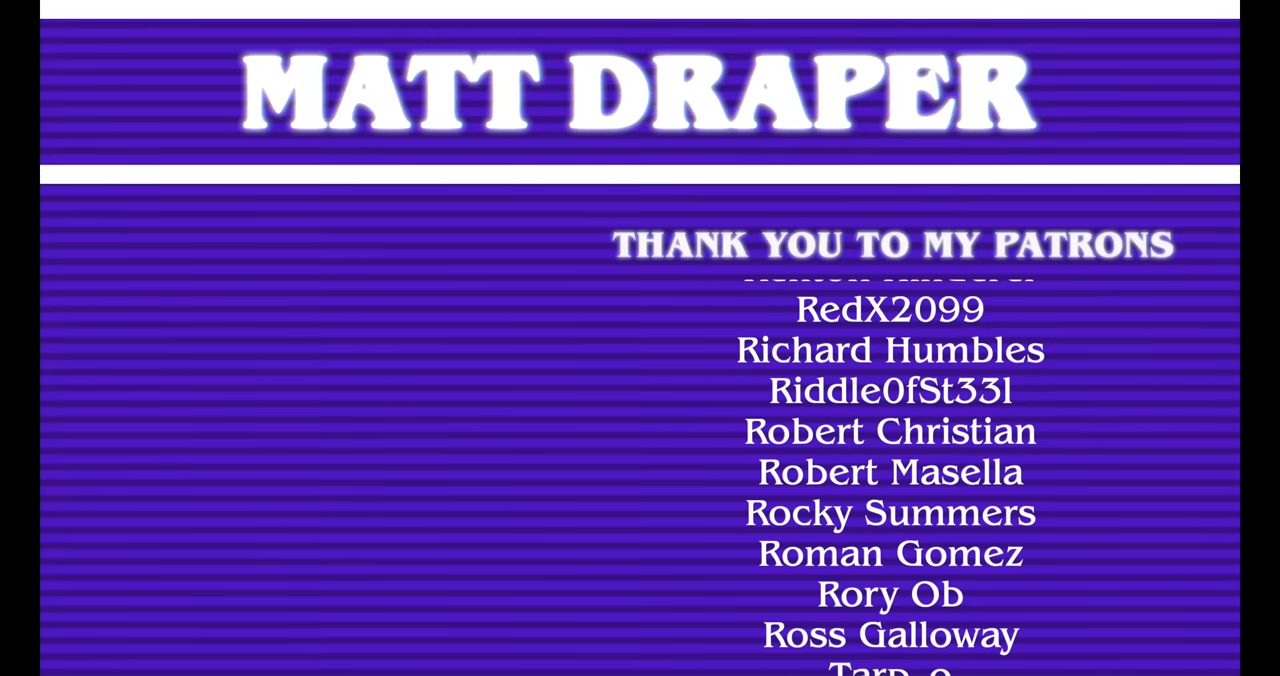 MATT DRAPER
THANK YOU TO MY PATRONS
RedX2099
Richard Humbles
Riddle0fSt33l
Robert Christian
Robert Masella
Rocky Summers
Roman Gomez
Rory Ob
Ross Galloway